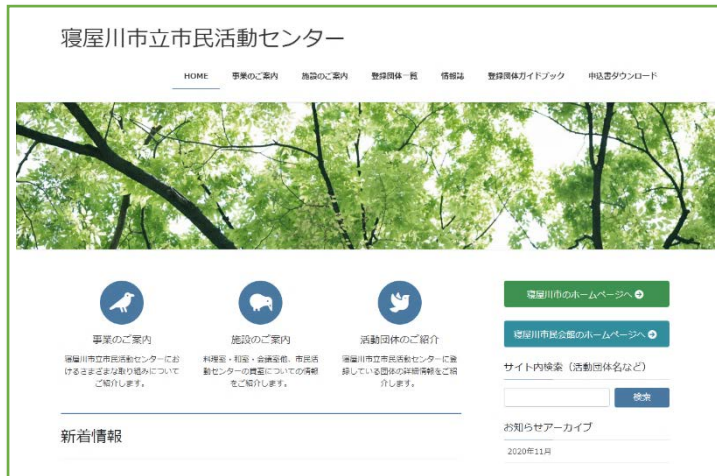 寝屋川市立市民活動センター
HOME 事業のご案内 施設のご案内 登録団体一覧 情報誌 登録団体ガイドブック 申込書ダウンロード
事業のご案内
寝屋川市立市民活動センターにお
けるさまざまな取り組みについて
ご紹介します。
施設のご案内
料理室・和室・会議室他、市民活
動センターの貸室についての情報
をご紹介します。
活動団体のご紹介
寝屋川市立市民活動センターに登
録している団体の詳細情報をご紹
介します。
新着情報
寝屋川市のホームページへ
寝屋川市民会館のホームページへ
サイト内検索（活動団体名など）
検索
お知らせアーカイブ
2020年11月